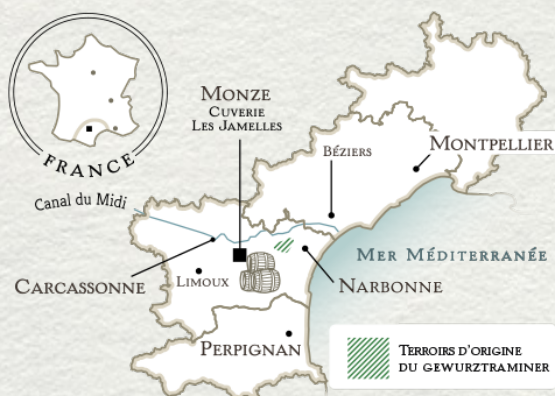 FRANCE
MONZE
CUVERIE
LES JAMELLES
BÉZIERS
MONTPELLIER
Canal du Midi
MER MÉDITERRANÉE
CARCASSONNE
LIMOUX
NARBONNE
PERPIGNAN
TERROIRS D'ORIGINE
DU GEWURZTRAMINER